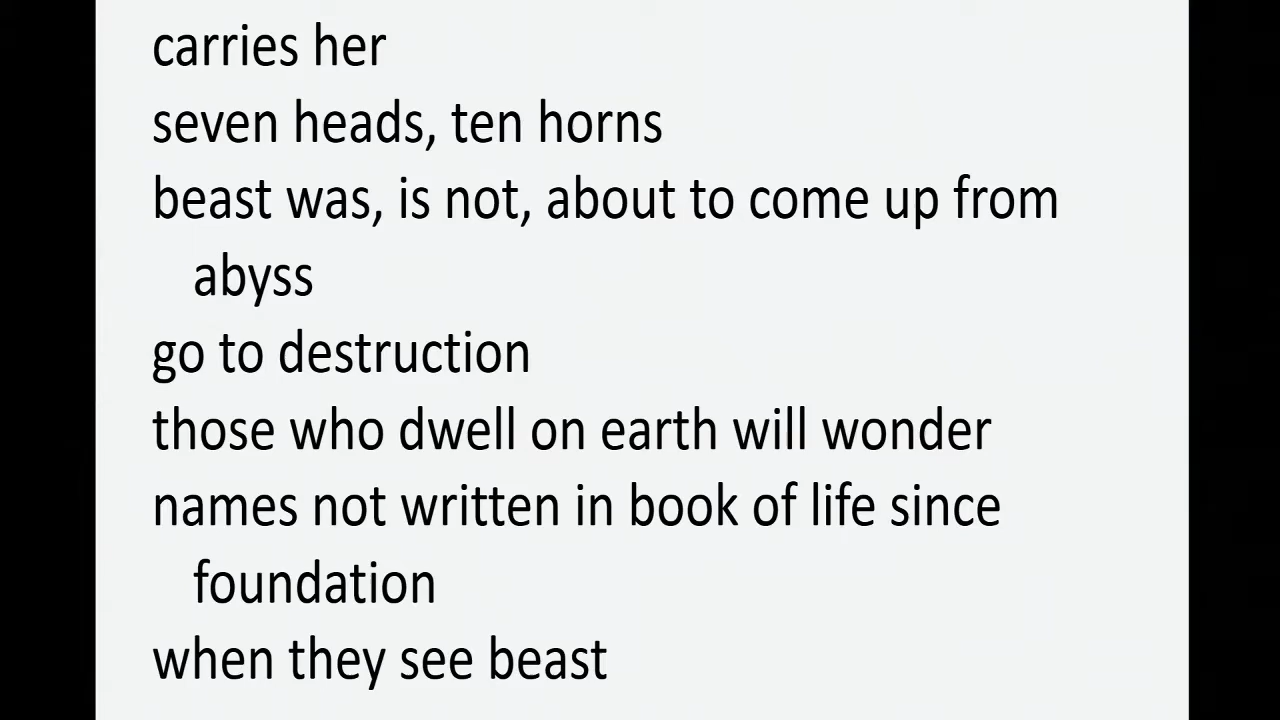 carries her
seven heads, ten horns
beast was, is not, about to come up from
abyss
go to destruction
those who dwell on earth will wonder
names not written in book of life since
foundation
when they see beast